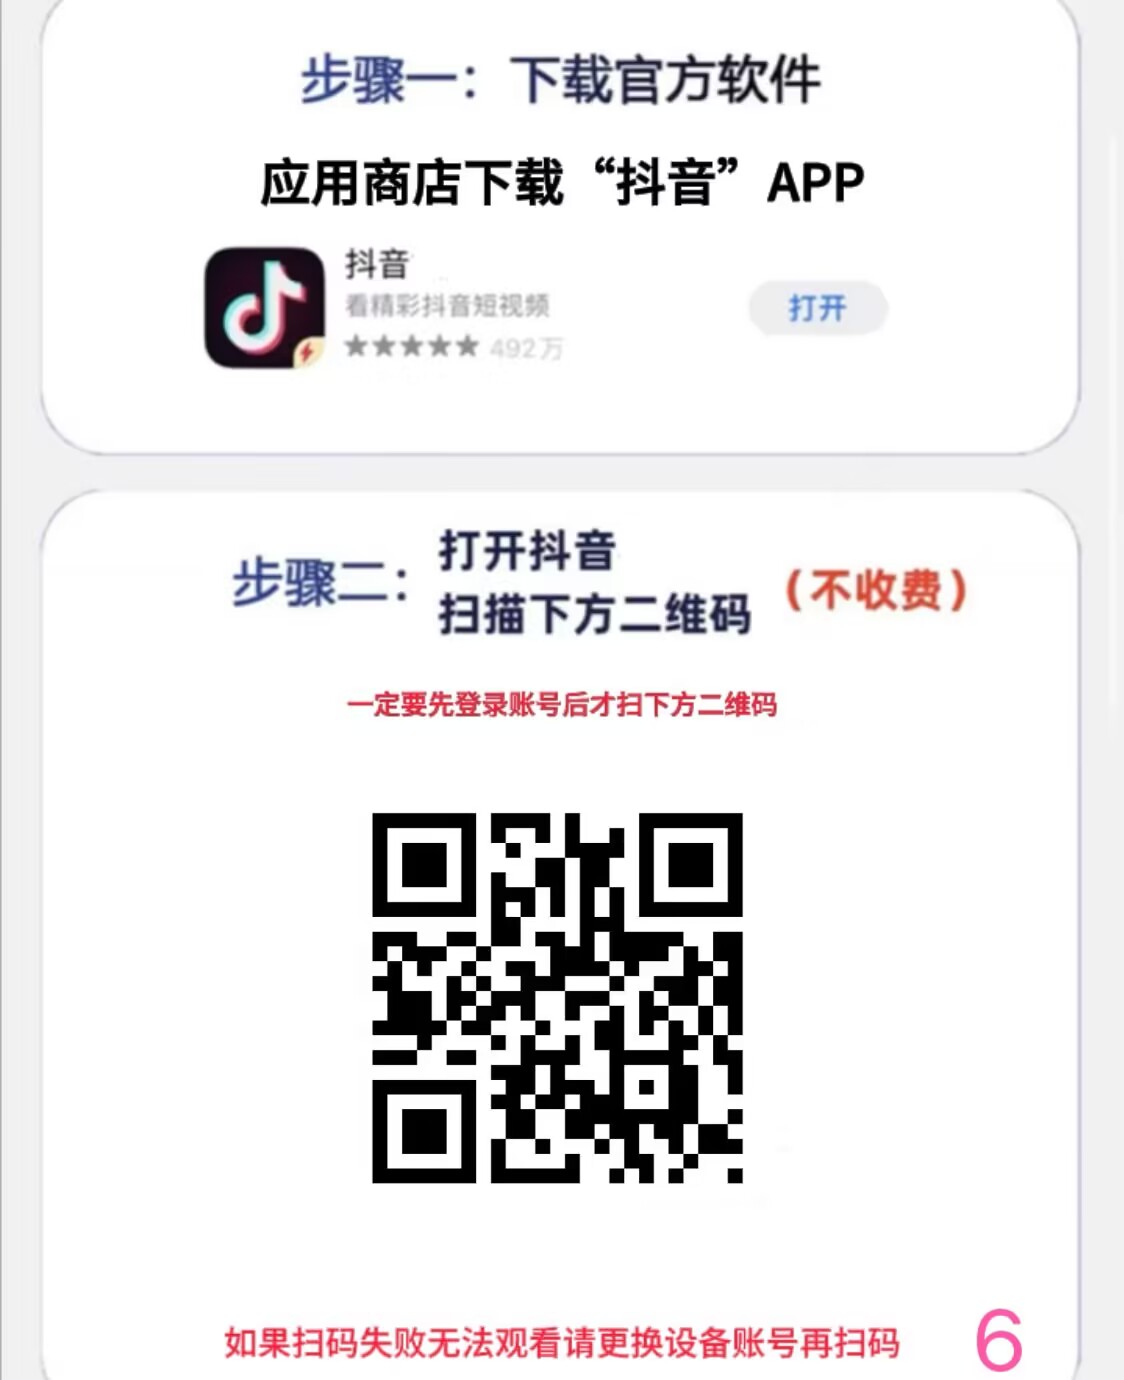 步骤一：下载官方软件
应用商店下载“抖音”APP
抖音
看精彩抖音短视频
★★★★★ 492万
打开
步骤二：打开抖音
扫描下方二维码
（不收费）
一定要先登录账号后才扫下方二维码
如果扫码失败无法观看请更换设备账号再扫码
6